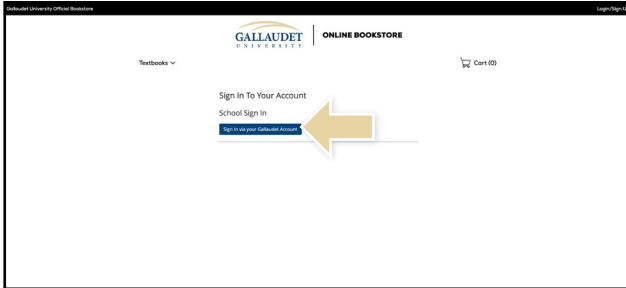 Gallaudet University Official Bookstore
Login/Sign-U
GALLAUDET
UNIVERSITY
ONLINE BOOKSTORE
Textbooks
Cart (0)
Sign In To Your Account
School Sign In
Sign in via your Gallaudet Account